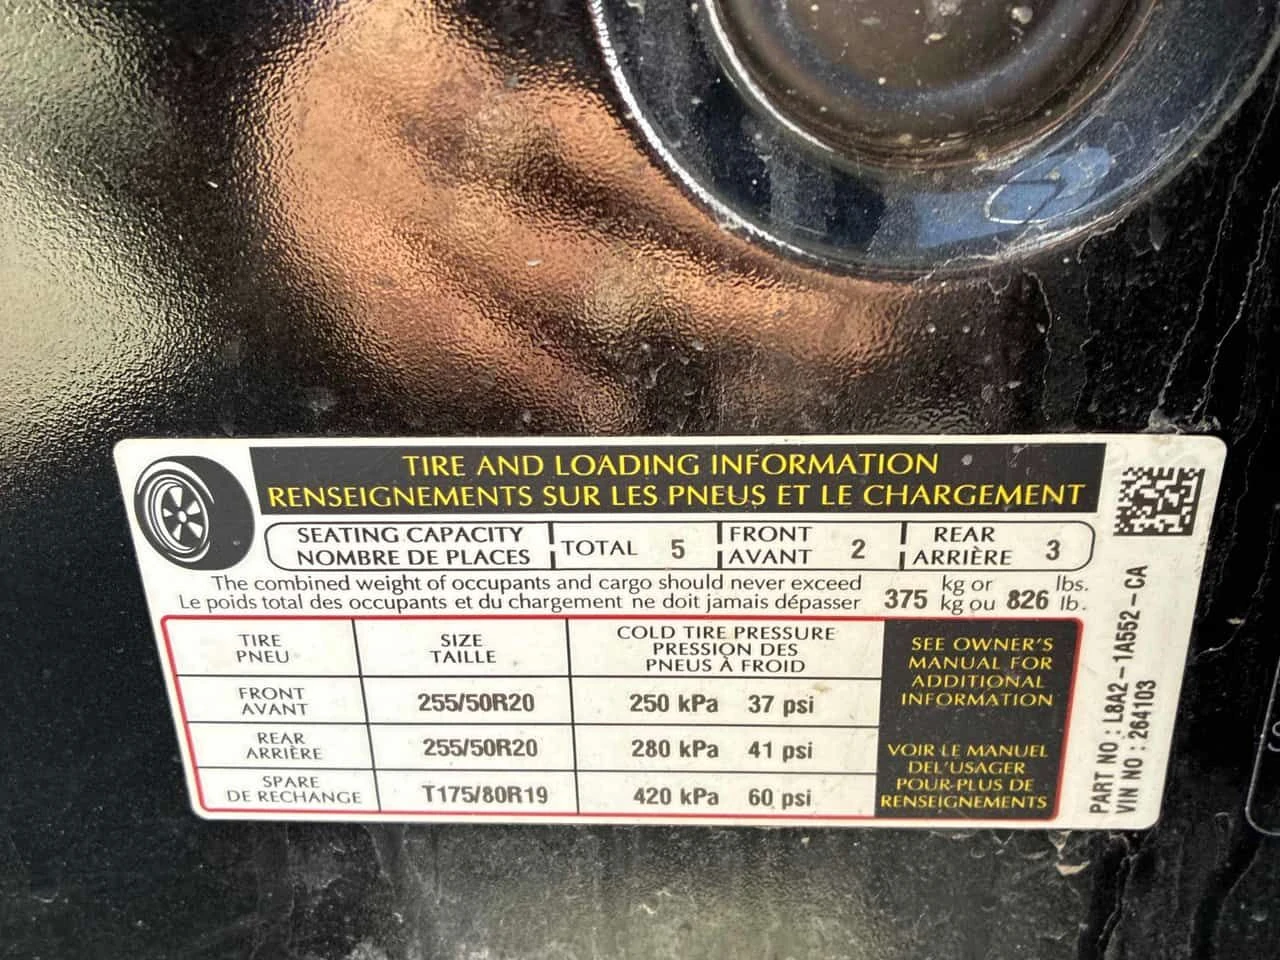 TIRE AND LOADING INFORMATION
RENSEIGNEMENTS SUR LES PNEUS ET LE CHARGEMENT
SEATING CAPACITY
NOMBRE DE PLACES
TOTAL 5
FRONT
AVANT 2
REAR
ARRIÈRE 3
The combined weight of occupants and cargo should never exceed
Le poids total des occupants et du chargement ne doit jamais dépasser
375 kg or 826 lbs.
kg ou lb.
TIRE
PNEU
SIZE
TAILLE
COLD TIRE PRESSURE
PRESSION DES
PNEUS À FROID
FRONT
AVANT
255/50R20
250 kPa 37 psi
REAR
ARRIÈRE
255/50R20
280 kPa 41 psi
SPARE
DE RECHANGE
T175/80R19
420 kPa 60 psi
SEE OWNER'S
MANUAL FOR
ADDITIONAL
INFORMATION
VOIR LE MANUEL
DEL'USAGER
POUR-PLUS DE
RENSEIGNEMENTS
PART NO : L8A2-1A552-CA
VIN NO : 264103